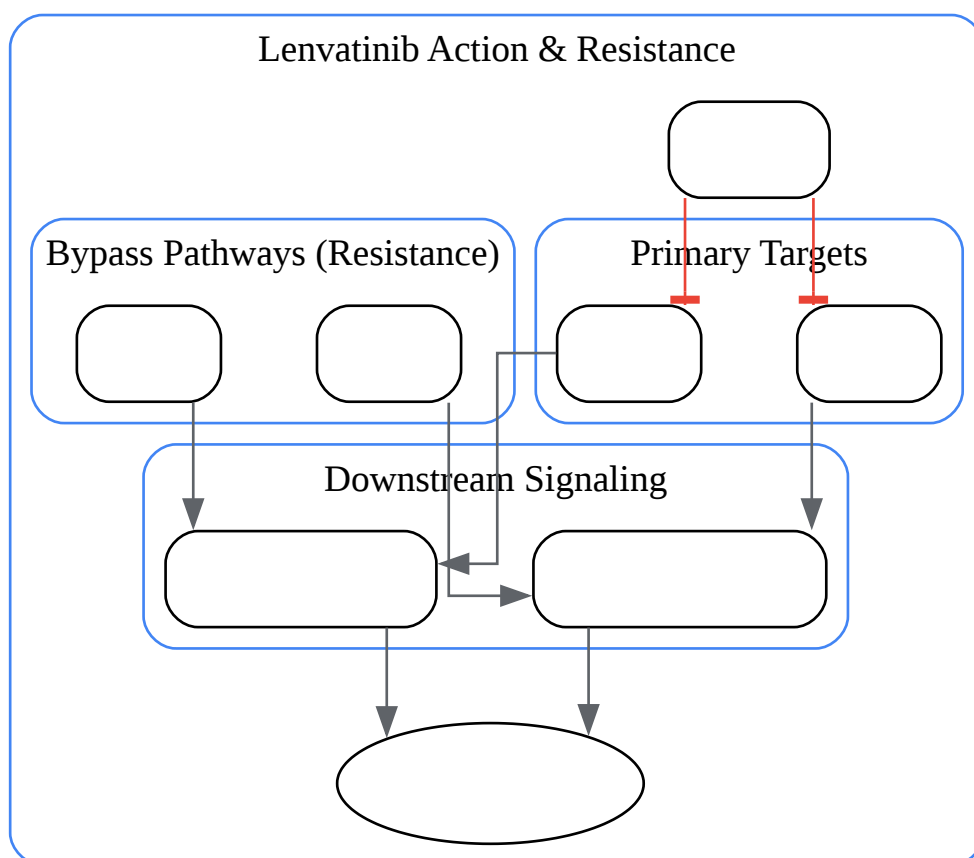 Lenvatinib Action & Resistance
Bypass Pathways (Resistance)
Primary Targets
Downstream Signaling